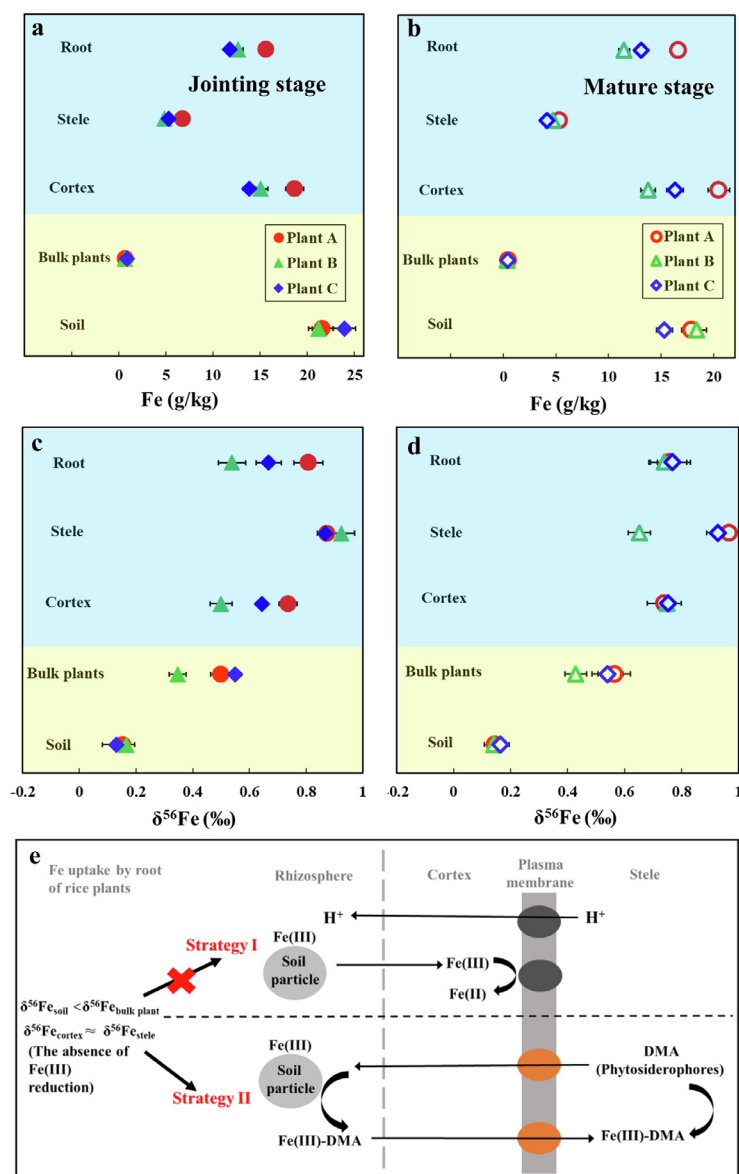 a
Root
Jointing stage
Stele
Cortex
Plant A
Bulk plants
Plant B
Plant C
Soil
0 5 10 15 20 25
Fe (g/kg)
b
Root
Mature stage
Stele
Cortex
Plant A
Bulk plants
Plant B
Plant C
Soil
0 5 10 15 20
Fe (g/kg)
c
Root
Stele
Cortex
Bulk plants
Soil
-0.2 0 0.2 0.4 0.6 0.8 1
δ⁵⁶Fe (‰)
d
Root
Stele
Cortex
Bulk plants
Soil
-0.2 0 0.2 0.4 0.6 0.8 1
δ⁵⁶Fe (‰)
e
Fe uptake by root
of rice plants
Rhizosphere
Cortex
Plasma
membrane
Stele
H⁺
H⁺
Strategy I
Fe(III)
Soil
particle
Fe(III)
Fe(II)
δ⁵⁶Fesoil <δ⁵⁶Febulk plant
δ⁵⁶Fecortex ≈ δ⁵⁶Festele
(The absence of
Fe(III)
reduction)
Strategy II
Fe(III)
Soil
particle
Fe(III)-DMA
DMA
(Phytosiderophores)
Fe(III)-DMA